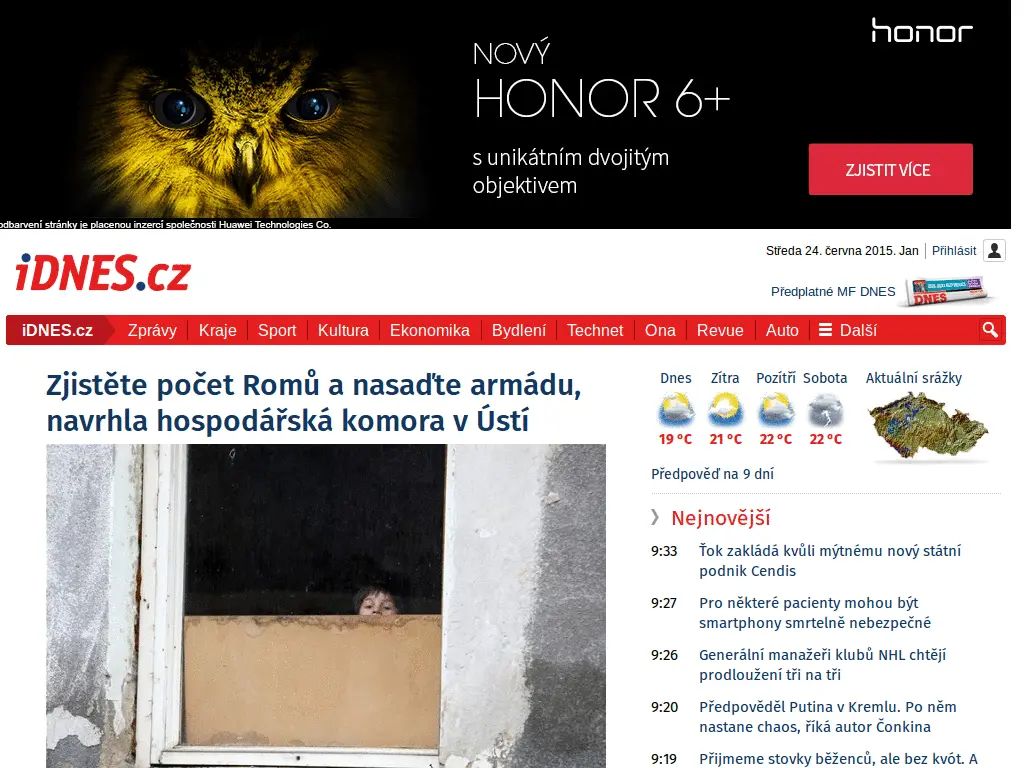 honor
NOVÝ
HONOR 6+
s unikátním dvojitým
objektivem
ZJISTIT VÍCE
odbarvení stránky je placenou inzercí společnosti Huawei Technologies Co.
Středa 24. června 2015. Jan
Přihlásit
iDNES.cz
Předplatné MF DNES
DNES
iDNES.cz Zprávy Kraje Sport Kultura Ekonomika Bydlení Technet Ona Revue Auto Další
Zjistěte počet Romů a nasaďte armádu,
navrhla hospodářská komora v Ústí
Dnes Zítra Pozítří Sobota Aktuální srážky
19 °C 21 °C 22 °C 22 °C
Předpověď na 9 dní
Nejnovější
9:33 Ťok zakládá kvůli mýtnému nový státní
podnik Cendis
9:27 Pro některé pacienty mohou být
smartphony smrtelně nebezpečné
9:26 Generální manažeři klubů NHL chtějí
prodloužení tři na tři
9:20 Předpověděl Putina v Kremlu. Po něm
nastane chaos, říká autor Čonkina
9:19 Přijmeme stovky běženců, ale bez kvót. A